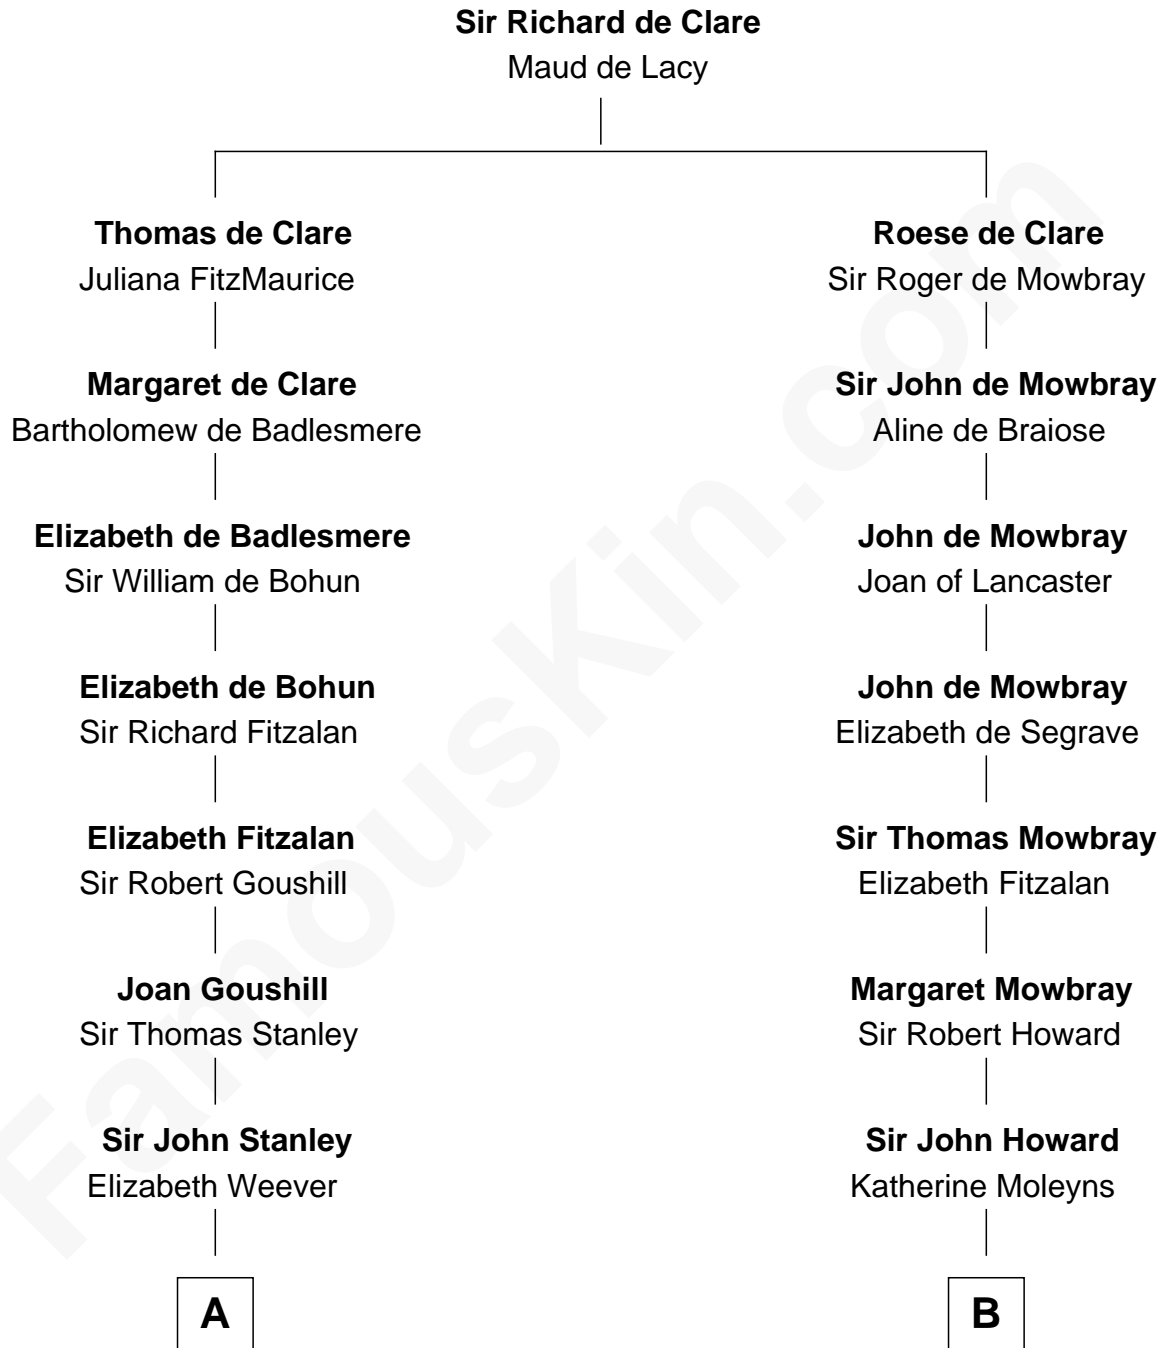 Sir Richard de Clare
Maud de Lacy
Thomas de Clare
Juliana FitzMaurice
Margaret de Clare
Bartholomew de Badlesmere
Elizabeth de Badlesmere
Sir William de Bohun
Elizabeth de Bohun
Sir Richard Fitzalan
Elizabeth Fitzalan
Sir Robert Goushill
Joan Goushill
Sir Thomas Stanley
Sir John Stanley
Elizabeth Weever
A
Roese de Clare
Sir Roger de Mowbray
Sir John de Mowbray
Aline de Braiose
John de Mowbray
Joan of Lancaster
John de Mowbray
Elizabeth de Segrave
Sir Thomas Mowbray
Elizabeth Fitzalan
Margaret Mowbray
Sir Robert Howard
Sir John Howard
Katherine Moleyns
B
FamousKin.com